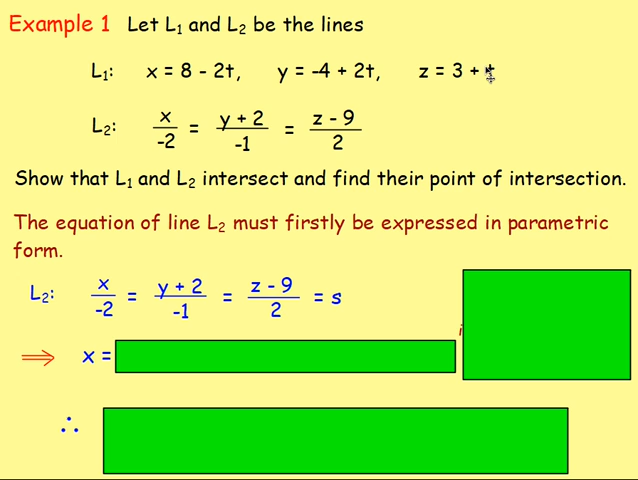 Example 1 Let L₁ and L₂ be the lines
L₁: x = 8 - 2t, y = -4 + 2t, z = 3 + t
L₂: x/-2 = (y + 2)/-1 = (z - 9)/2
Show that L₁ and L₂ intersect and find their point of intersection.
The equation of line L₂ must firstly be expressed in parametric
form.
L₂: x/-2 = (y + 2)/-1 = (z - 9)/2 = s
⇒ x =
∴